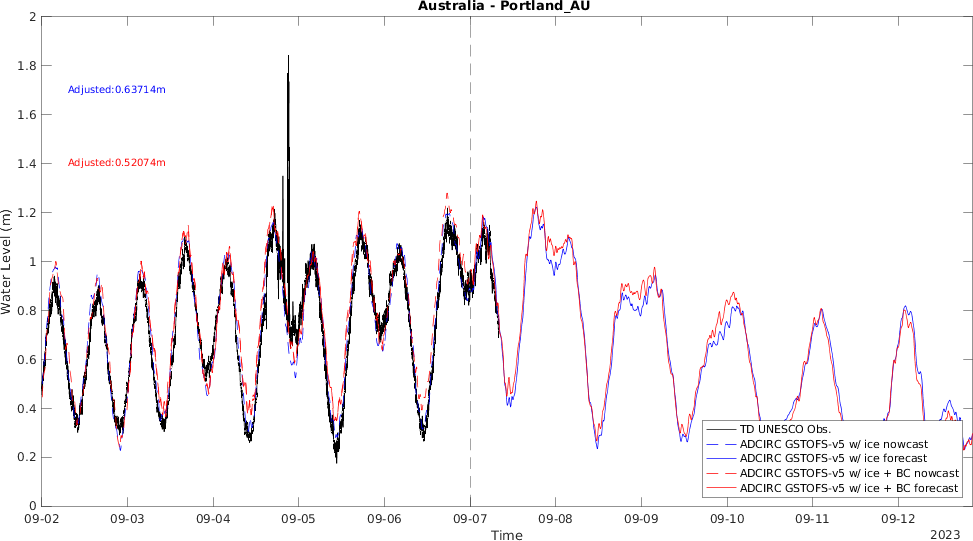 Australia - Portland_AU
2
1.8
1.6
1.4
1.2
1
0.8
0.6
0.4
0.2
0
Water Level (m)
Adjusted:0.63714m
Adjusted:0.52074m
TD UNESCO Obs.
ADCIRC GSTOFS-v5 w/ ice nowcast
ADCIRC GSTOFS-v5 w/ ice forecast
ADCIRC GSTOFS-v5 w/ ice + BC nowcast
ADCIRC GSTOFS-v5 w/ ice + BC forecast
09-02 09-03 09-04 09-05 09-06 09-07 09-08 09-09 09-10 09-11 09-12
Time
2023